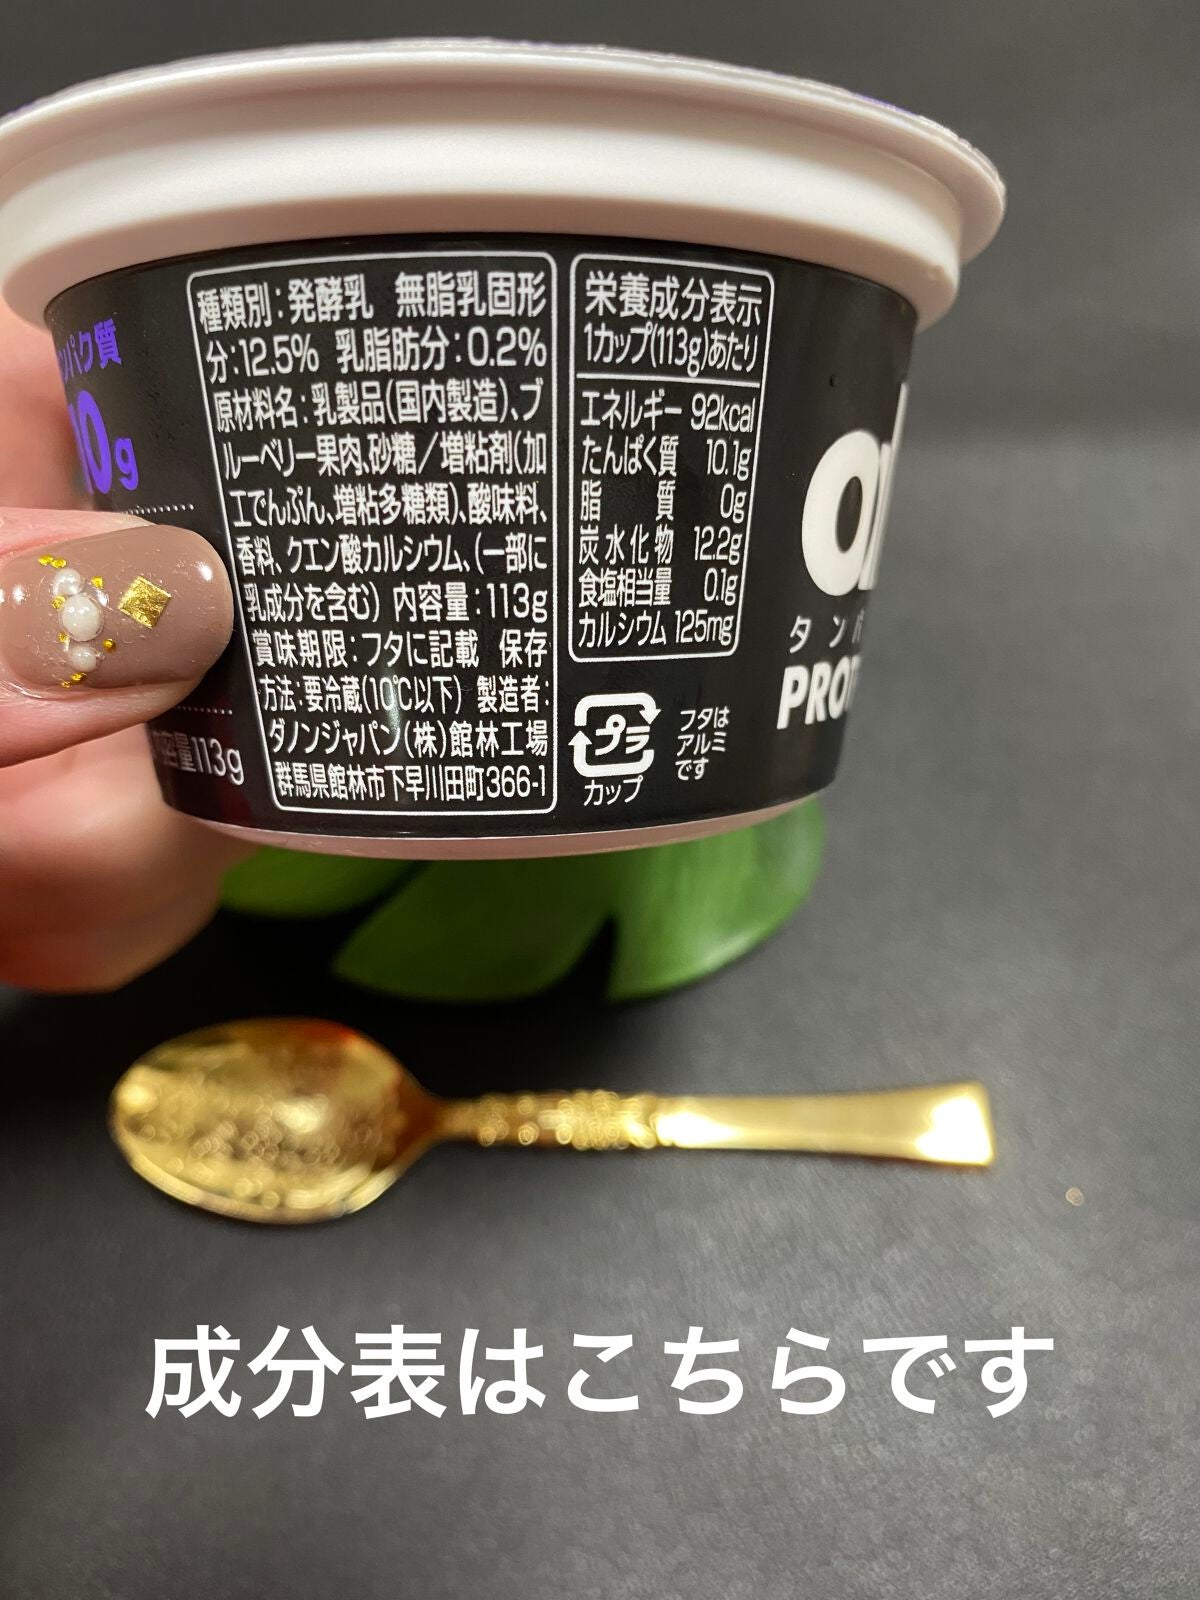 パク質
10g
容量113g
種類別：発酵乳　無脂乳固形
分：12.5%　乳脂肪分：0.2%
原材料名：乳製品（国内製造）、ブ
ルーベリー果肉、砂糖／増粘剤（加
工でんぷん、増粘多糖類）、酸味料、
香料、クエン酸カルシウム、（一部に
乳成分を含む）　内容量：113g
賞味期限：フタに記載　保存
方法：要冷蔵（10℃以下）　製造者：
ダノンジャパン（株）館林工場
群馬県館林市下早川田町366-1
栄養成分表示
1カップ（113g）あたり
エネルギー 92kcal
たんぱく質 10.1g
脂質 0g
炭水化物 12.2g
食塩相当量 0.1g
カルシウム 125mg
プラ
カップ
フタは
アルミ
です
タンパ
PROT
成分表はこちらです